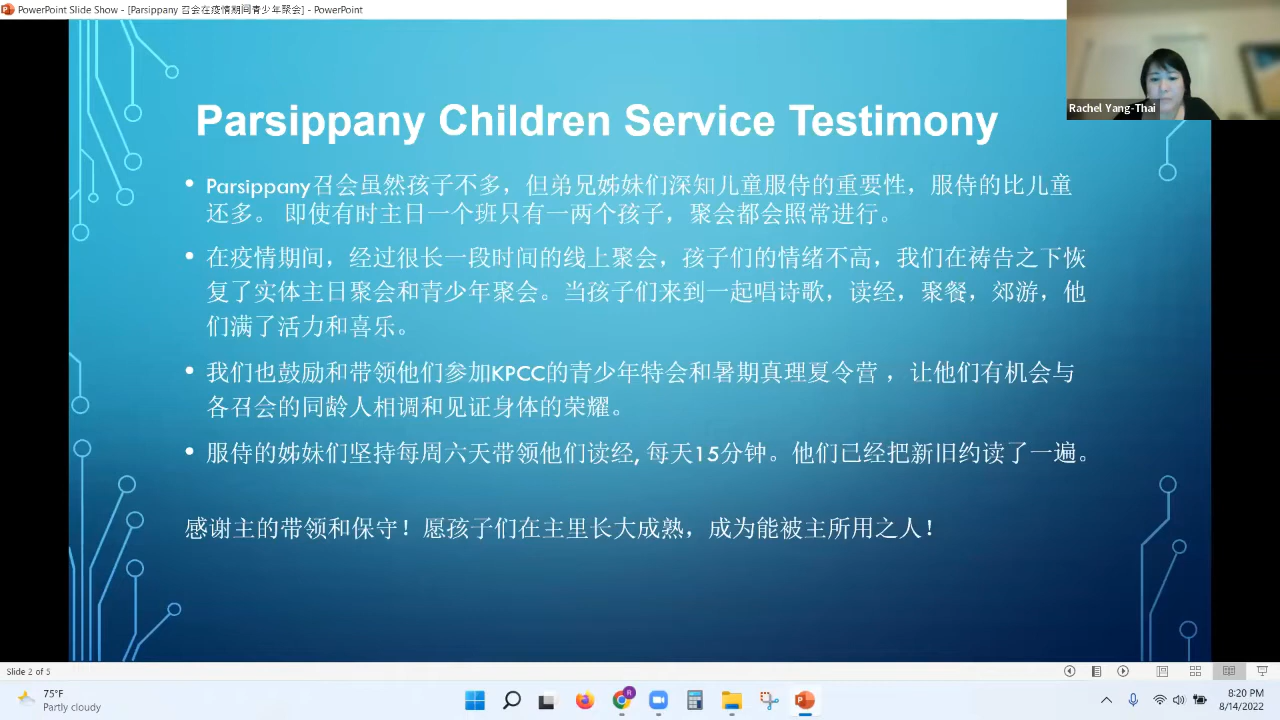 PowerPoint Slide Show - [Parsippany 召会在疫情期间青少年聚会] - PowerPoint
Rachel Yang-Thai
Parsippany Children Service Testimony
• Parsippany召会虽然孩子不多，但弟兄姊妹们深知儿童服侍的重要性，服侍的比儿童
还多。 即使有时主日一个班只有一两个孩子，聚会都会照常进行。
• 在疫情期间，经过很长一段时间的线上聚会，孩子们的情绪不高，我们在祷告之下恢
复了实体主日聚会和青少年聚会。当孩子们来到一起唱诗歌，读经，聚餐，郊游，他
们满了活力和喜乐。
• 我们也鼓励和带领他们参加KPCC的青少年特会和暑期真理夏令营 ，让他们有机会与
各召会的同龄人相调和见证身体的荣耀。
• 服侍的姊妹们坚持每周六天带领他们读经, 每天15分钟。他们已经把新旧约读了一遍。
感谢主的带领和保守！愿孩子们在主里长大成熟，成为能被主所用之人！
Slide 2 of 5
75°F
Partly cloudy
R
8:20 PM
8/14/2022